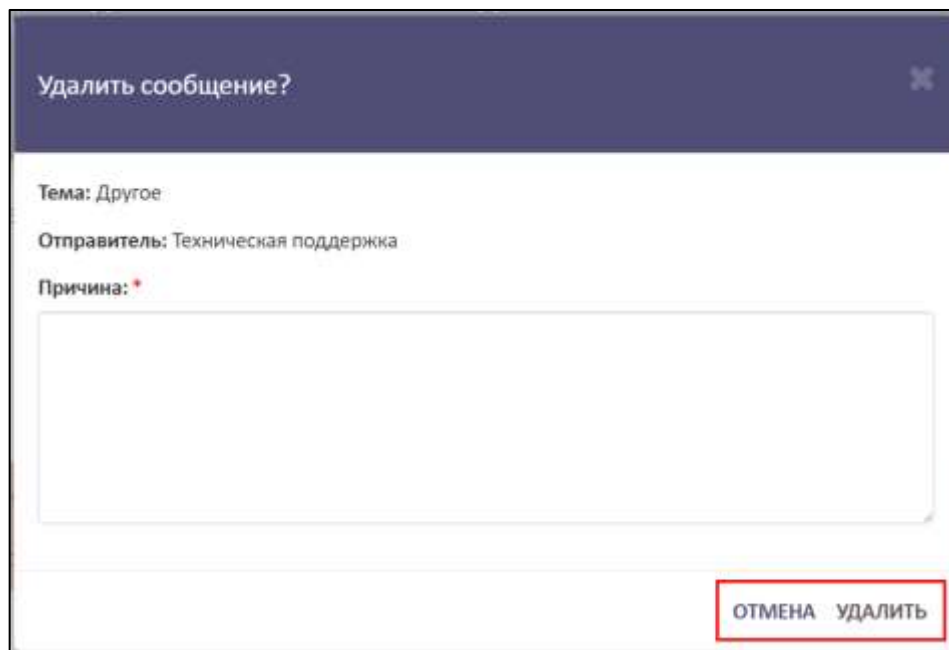 Удалить сообщение?
Тема: Другое
Отправитель: Техническая поддержка
Причина: *
ОТМЕНА УДАЛИТЬ